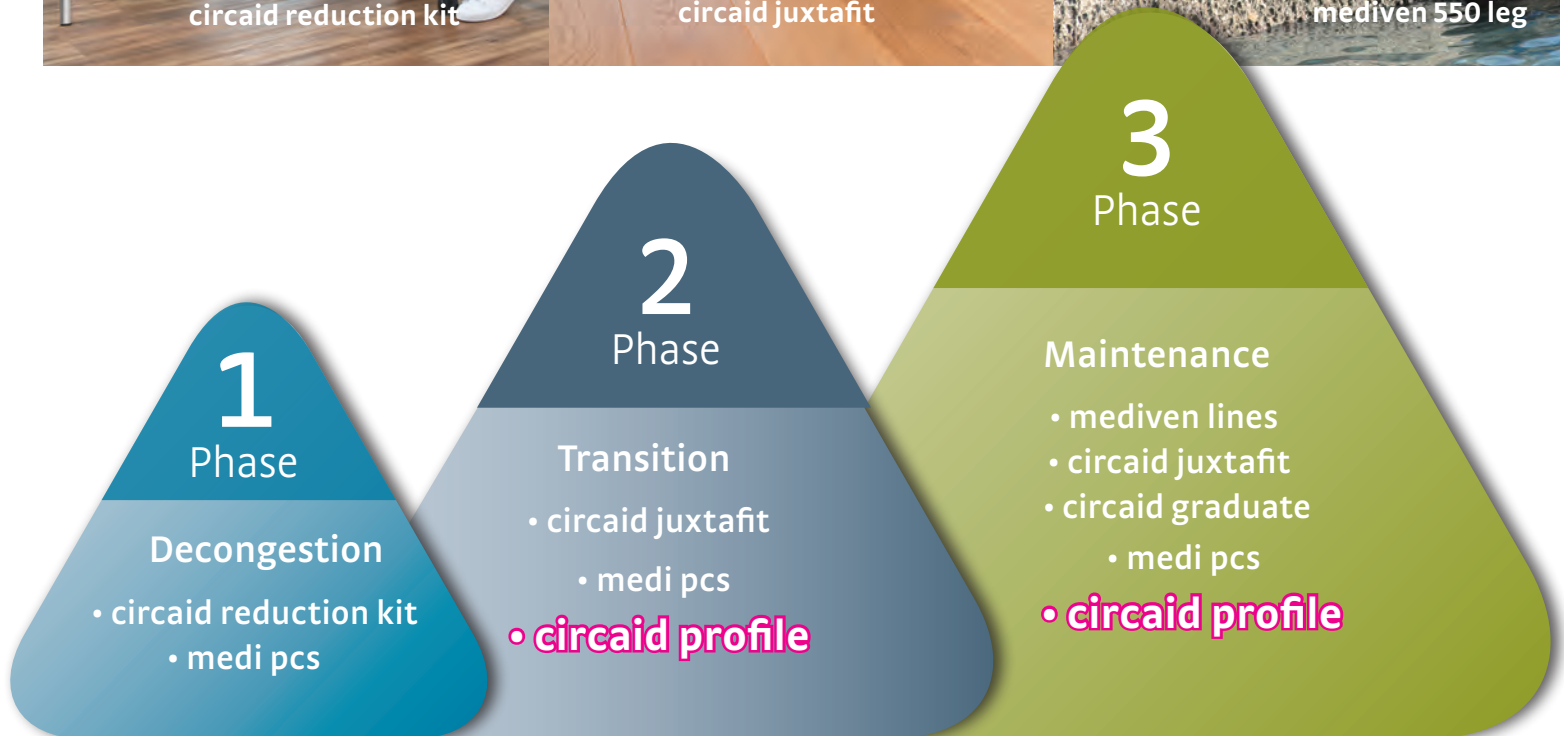 circaid reduction kit
circaid juxtafit
mediven 550 leg
1
Phase
Decongestion
• circaid reduction kit
• medi pcs
2
Phase
Transition
• circaid juxtafit
• medi pcs
• circaid profile
3
Phase
Maintenance
• mediven lines
• circaid juxtafit
• circaid graduate
• medi pcs
• circaid profile